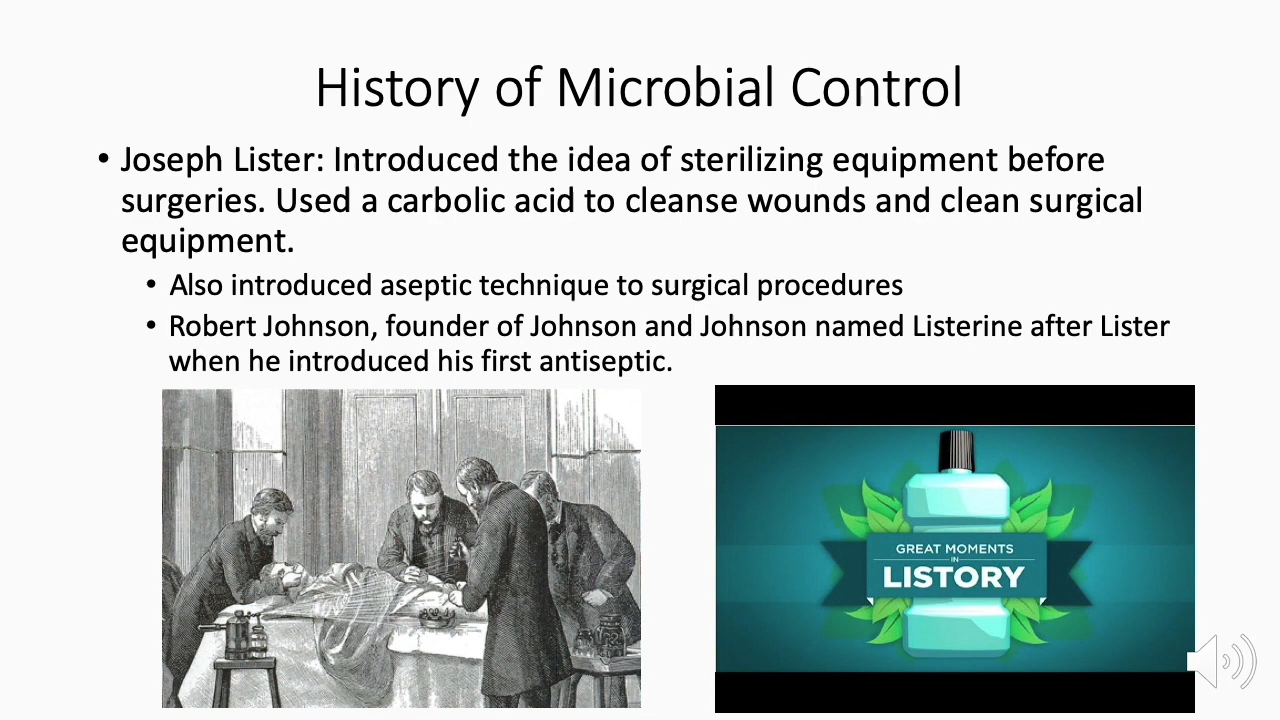 History of Microbial Control
• Joseph Lister: Introduced the idea of sterilizing equipment before
surgeries. Used a carbolic acid to cleanse wounds and clean surgical
equipment.
• Also introduced aseptic technique to surgical procedures
• Robert Johnson, founder of Johnson and Johnson named Listerine after Lister
when he introduced his first antiseptic.
GREAT MOMENTS
IN
LISTORY